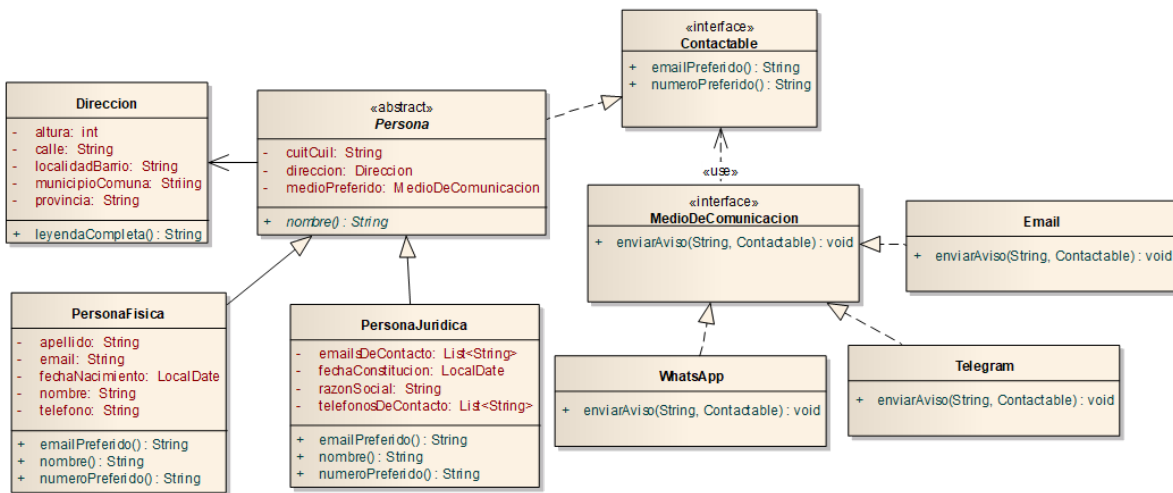 «interface»
Contactable
+ emailPreferido() : String
+ numeroPreferido() : String
Direccion
- altura: int
- calle: String
- localidadBarrio: String
- municipioComuna: Striing
- provincia: String
+ leyendaCompleta() : String
«abstract»
Persona
- cuitCuil: String
- direccion: Direccion
- medioPreferido: MedioDeComunicacion
+ nombre() : String
«use»
«interface»
MedioDeComunicacion
+ enviarAviso(String, Contactable) : void
Email
+ enviarAviso(String, Contactable) : void
PersonaFisica
- apellido: String
- email: String
- fechaNacimiento: LocalDate
- nombre: String
- telefono: String
+ emailPreferido() : String
+ nombre() : String
+ numeroPreferido() : String
PersonaJuridica
- emailsDeContacto: List<String>
- fechaConstitucion: LocalDate
- razonSocial: String
- telefonosDeContacto: List<String>
+ emailPreferido() : String
+ nombre() : String
+ numeroPreferido() : String
WhatsApp
+ enviarAviso(String, Contactable) : void
Telegram
+ enviarAviso(String, Contactable) : void